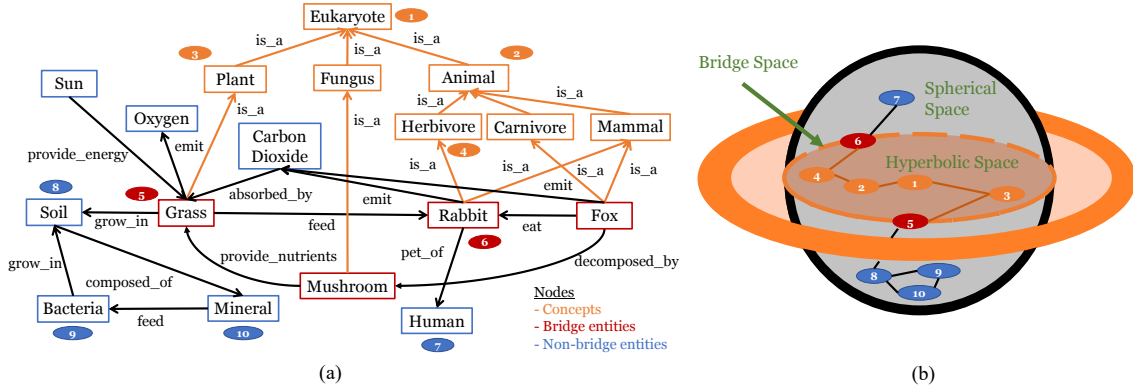 Eukaryote
1
is_a
is_a
is_a
3
2
Sun
Plant
Fungus
Animal
is_a
is_a
is_a
is_a
Oxygen
emit
Carbon
Dioxide
Herbivore
Carnivore
Mammal
provide_energy
4
is_a
is_a
is_a
8
5
absorbed_by
emit
emit
Soil
grow_in
Grass
feed
Rabbit
eat
Fox
6
grow_in
composed_of
provide_nutrients
pet_of
decomposed_by
Mushroom
Bacteria
feed
Mineral
Human
9
10
7
Nodes
- Concepts
- Bridge entities
- Non-bridge entities
(a)
Bridge Space
7
Spherical
Space
6
Hyperbolic Space
4
2
1
3
5
8
9
10
(b)